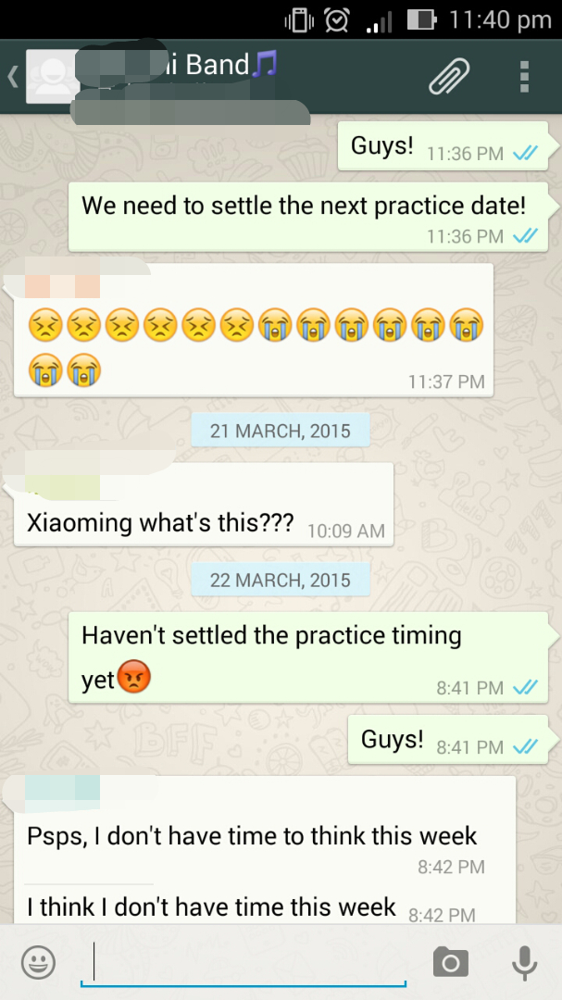 11:40 pm
i Band🎵
Guys! 11:36 PM
We need to settle the next practice date!
11:36 PM
😣😣😣😣😣😣😭😭😭😭😭😭
😭😭 11:37 PM
21 MARCH, 2015
Xiaoming what's this??? 10:09 AM
22 MARCH, 2015
Haven't settled the practice timing
yet😡 8:41 PM
Guys! 8:41 PM
Psps, I don't have time to think this week
8:42 PM
I think I don't have time this week 8:42 PM